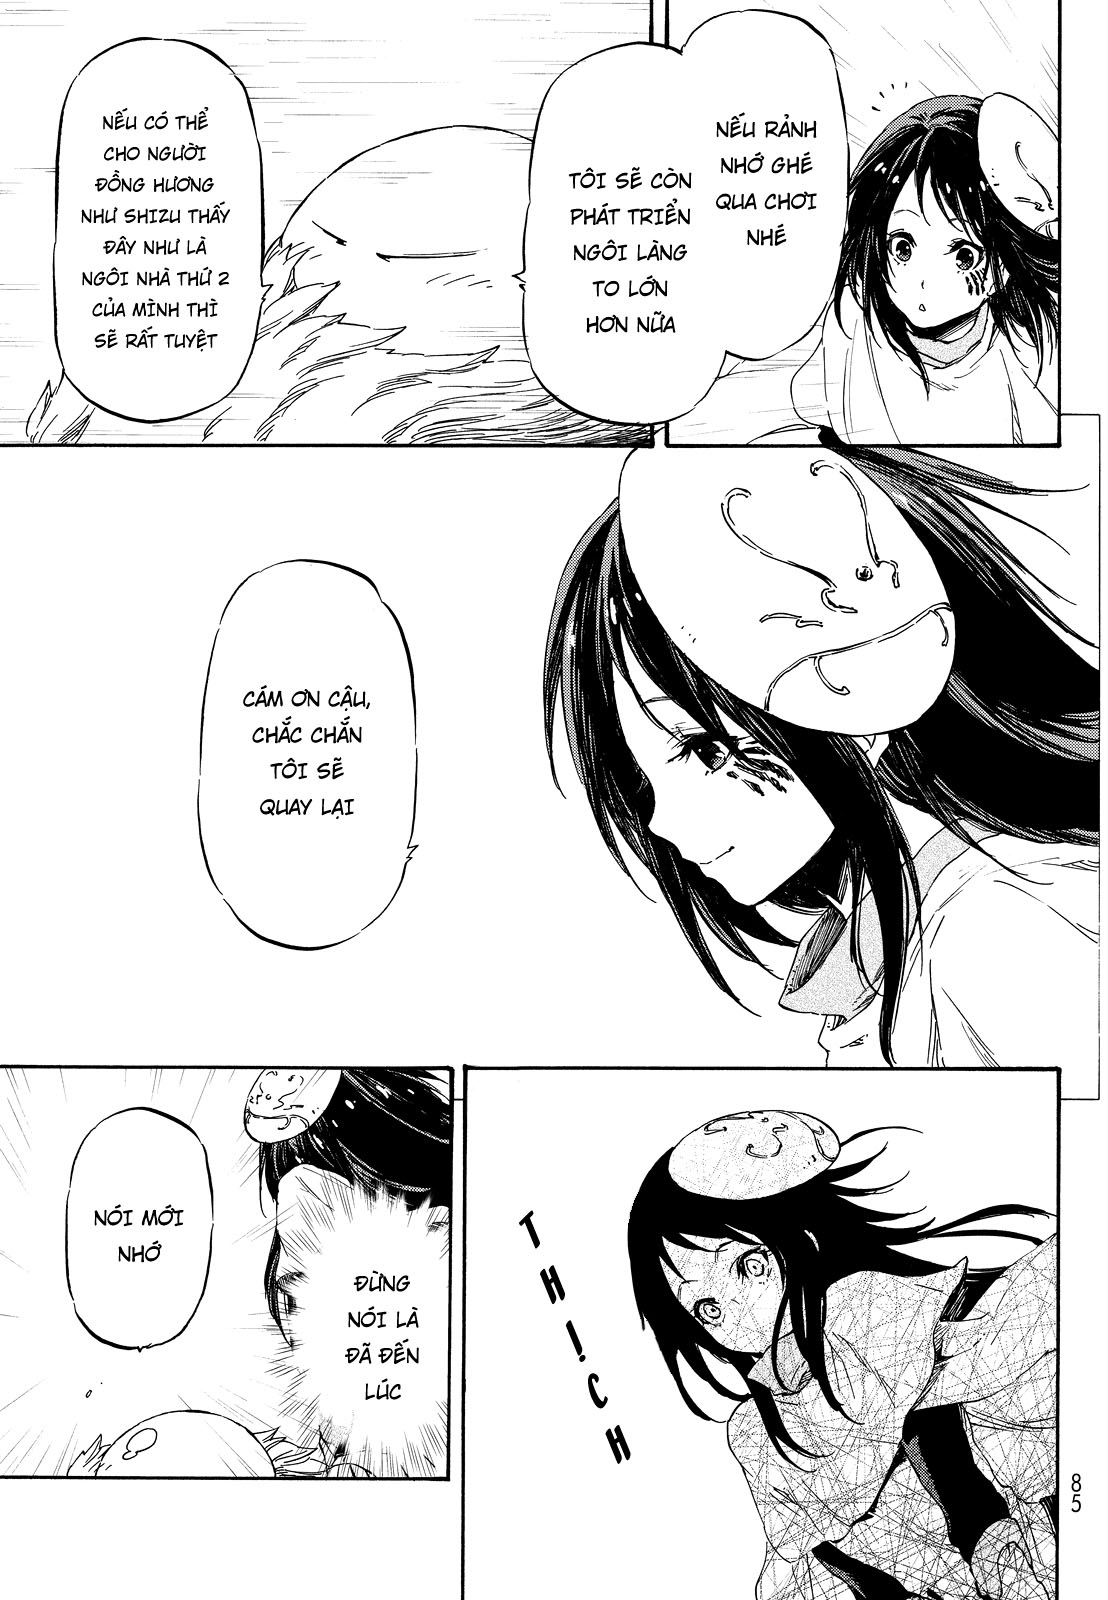 NẾU RẢNH
NHỚ GHÉ
QUA CHƠI
NHÉ
TÔI SẼ CÒN
PHÁT TRIỂN
NGÔI LÀNG
TO LỚN
HƠN NỮA
NẾU CÓ THỂ
CHO NGƯỜI
ĐỒNG HƯƠNG
NHƯ SHIZU THẤY
ĐÂY NHƯ LÀ
NGÔI NHÀ THỨ 2
CỦA MÌNH THÌ
SẼ RẤT TUYỆT
CÁM ƠN CẬU,
CHẮC CHẮN
TÔI SẼ
QUAY LẠI
THỊCH
ĐỪNG
NÓI LÀ
ĐÃ ĐẾN
LÚC
NÓI MỚI
NHỚ
85